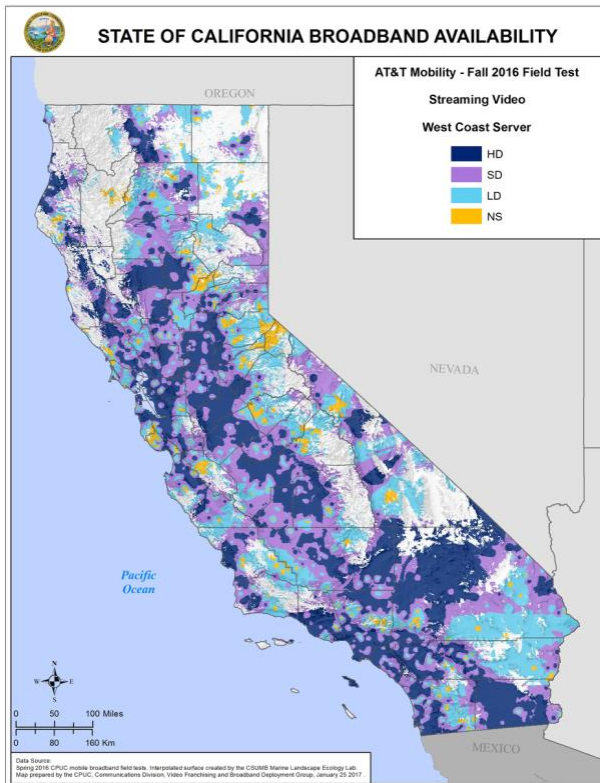 STATE OF CALIFORNIA BROADBAND AVAILABILITY
AT&T Mobility - Fall 2016 Field Test
Streaming Video
West Coast Server
HD
SD
LD
NS
OREGON
NEVADA
Pacific
Ocean
N
W E
S
0 50 100 Miles
0 80 160 Km
MEXICO
Data Source:
Spring 2016 CPUC mobile broadband field tests. Interpolated surface created by the CSUMB Marine Landscape Ecology Lab.
Map prepared by the CPUC, Communications Division, Video Franchising and Broadband Deployment Group, January 25 2017 .